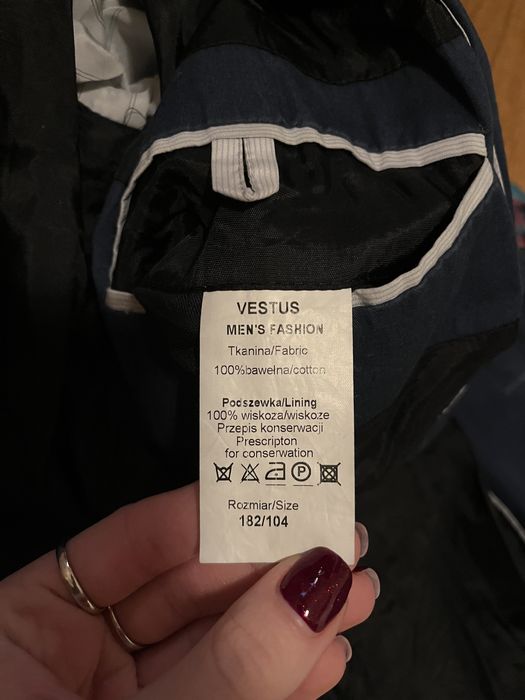 VESTUS
MEN'S FASHION
Tkanina/Fabric
100%bawełna/cotton
Podszewka/Lining
100% wiskoza/wiskoze
Przepis konserwacji
Prescripton
for conservation
P
Rozmiar/Size
182/104